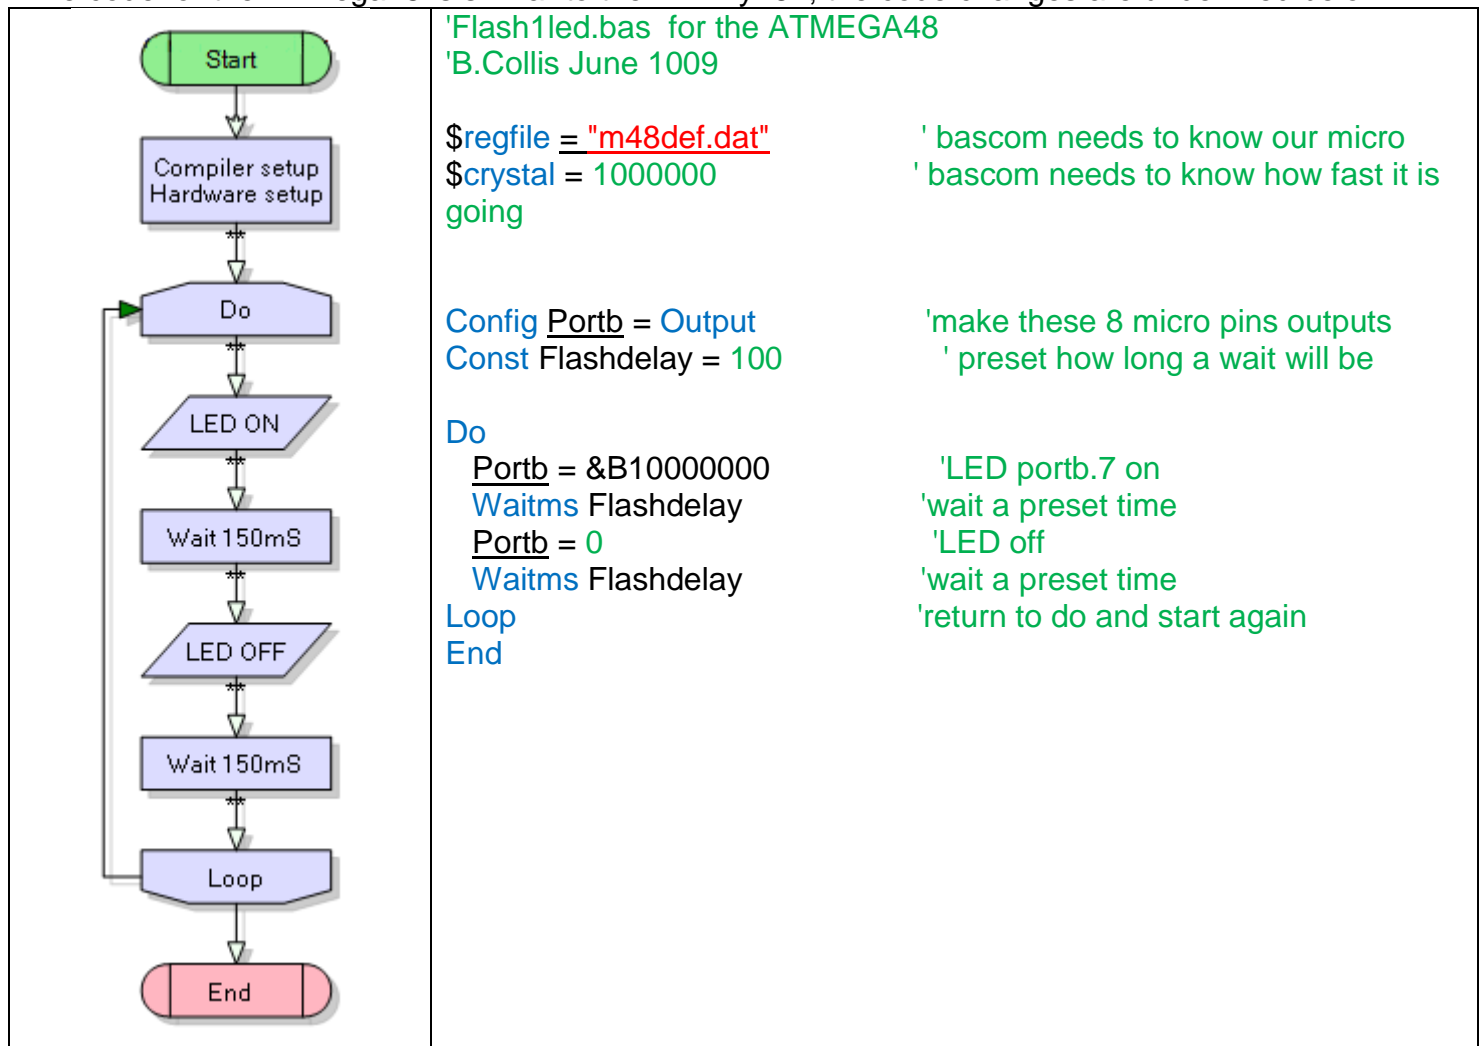 Start
Compiler setup
Hardware setup
Do
LED ON
Wait 150mS
LED OFF
Wait 150mS
Loop
End
'Flash1led.bas for the ATMEGA48
'B.Collis June 1009
$regfile = "m48def.dat" ' bascom needs to know our micro
$crystal = 1000000 ' bascom needs to know how fast it is
going
Config Portb = Output 'make these 8 micro pins outputs
Const Flashdelay = 100 ' preset how long a wait will be
Do
Portb = &B10000000 'LED portb.7 on
Waitms Flashdelay 'wait a preset time
Portb = 0 'LED off
Waitms Flashdelay 'wait a preset time
Loop 'return to do and start again
End